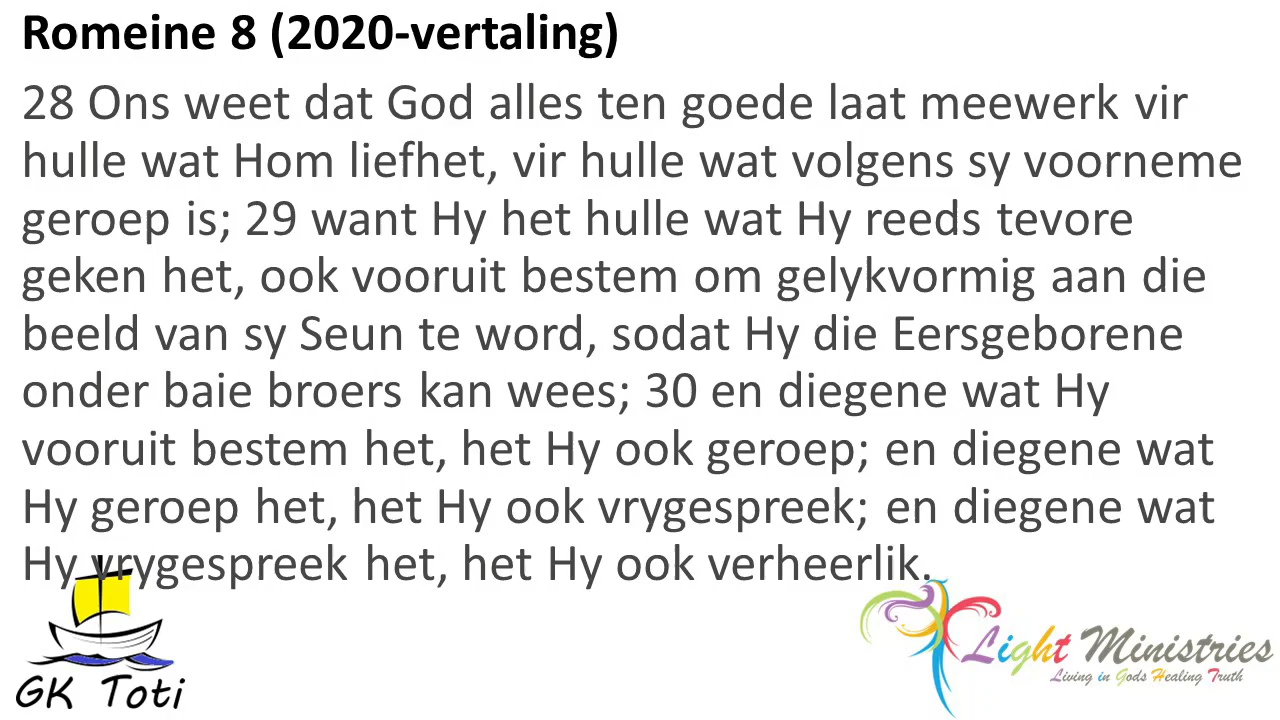 Romeine 8 (2020-vertaling)
28 Ons weet dat God alles ten goede laat meewerk vir
hulle wat Hom liefhet, vir hulle wat volgens sy voorneme
geroep is; 29 want Hy het hulle wat Hy reeds tevore
geken het, ook vooruit bestem om gelykvormig aan die
beeld van sy Seun te word, sodat Hy die Eersgeborene
onder baie broers kan wees; 30 en diegene wat Hy
vooruit bestem het, het Hy ook geroep; en diegene wat
Hy geroep het, het Hy ook vrygespreek; en diegene wat
Hy vrygespreek het, het Hy ook verheerlik.
GK Toti
Light Ministries
Living in Gods Healing Truth